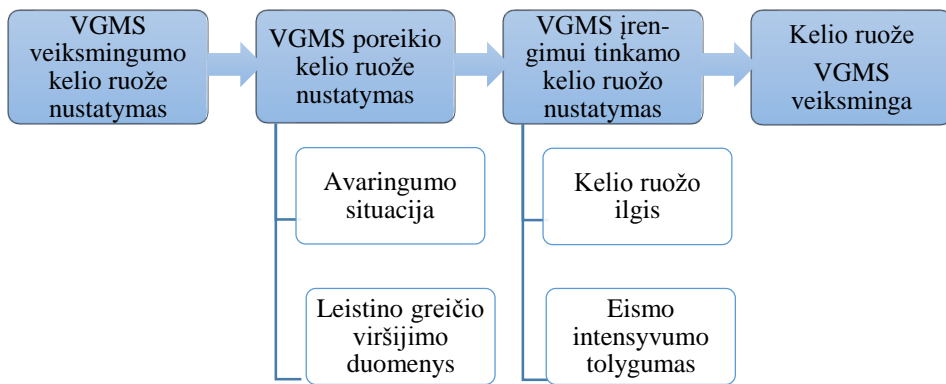 VGMS
veiksmingumo
kelio ruože
nustatymas
VGMS poreikio
kelio ruože
nustatymas
VGMS įren-
gimui tinkamo
kelio ruožo
nustatymas
Kelio ruože
VGMS
veiksminga
Avaringumo
situacija
Leistino greičio
viršijimo
duomenys
Kelio ruožo
ilgis
Eismo
intensyvumo
tolygumas